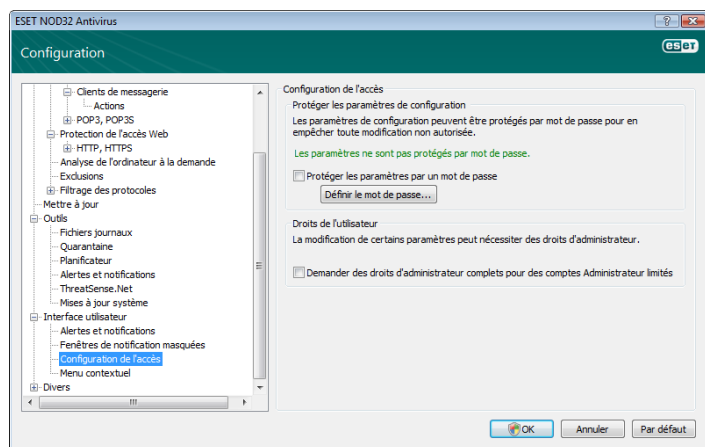 ESET NOD32 Antivirus
Configuration
eseT
Clients de messagerie
Actions
POP3, POP3S
Protection de l'accès Web
HTTP, HTTPS
Analyse de l'ordinateur à la demande
Exclusions
Filtrage des protocoles
Mettre à jour
Outils
Fichiers journaux
Quarantaine
Planificateur
Alertes et notifications
ThreatSense.Net
Mises à jour système
Interface utilisateur
Alertes et notifications
Fenêtres de notification masquées
Configuration de l'accès
Menu contextuel
Divers
Configuration de l'accès
Protéger les paramètres de configuration
Les paramètres de configuration peuvent être protégés par mot de passe pour en
empêcher toute modification non autorisée.
Les paramètres ne sont pas protégés par mot de passe.
Protéger les paramètres par un mot de passe
Définir le mot de passe...
Droits de l'utilisateur
La modification de certains paramètres peut nécessiter des droits d'administrateur.
Demander des droits d'administrateur complets pour des comptes Administrateur limités
OK
Annuler
Par défaut